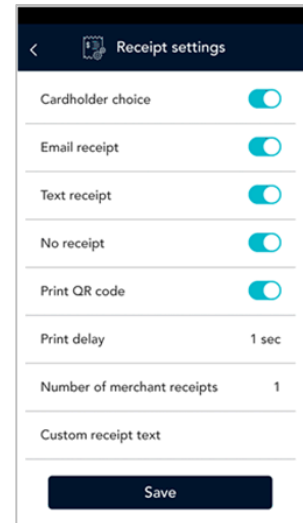 Receipt settings
Cardholder choice
Email receipt
Text receipt
No receipt
Print QR code
Print delay 1 sec
Number of merchant receipts 1
Custom receipt text
Save